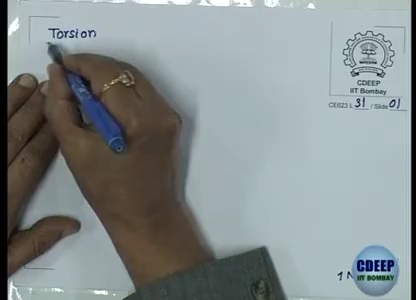 Torsion
CDEEP
IIT Bombay
CE623 L 31 / Slide 01
CDEEP
IIT BOMBAY